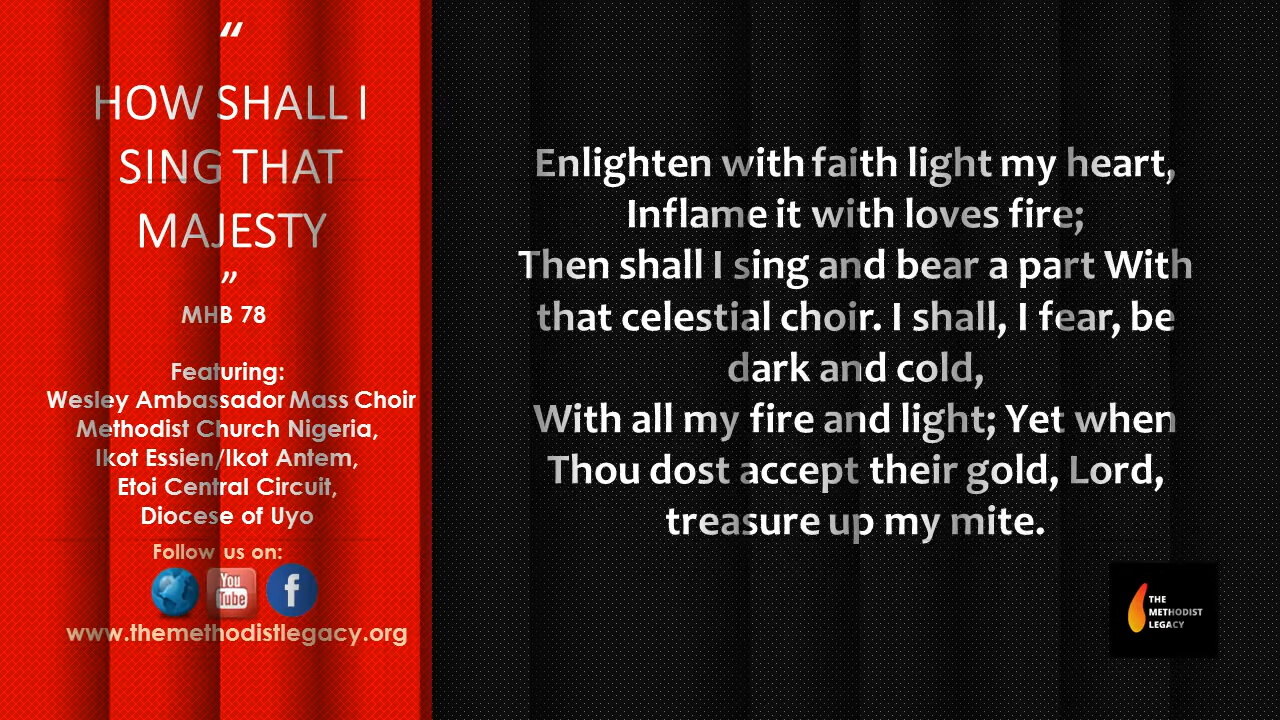 “
HOW SHALL I
SING THAT
MAJESTY
”
MHB 78
Featuring:
Wesley Ambassador Mass Choir
Methodist Church Nigeria,
Ikot Essien/Ikot Antem,
Etoi Central Circuit,
Diocese of Uyo
Follow us on:
You
Tube
f
www.themethodistlegacy.org
Enlighten with faith light my heart,
Inflame it with loves fire;
Then shall I sing and bear a part With
that celestial choir. I shall, I fear, be
dark and cold,
With all my fire and light; Yet when
Thou dost accept their gold, Lord,
treasure up my mite.
THE
METHODIST
LEGACY